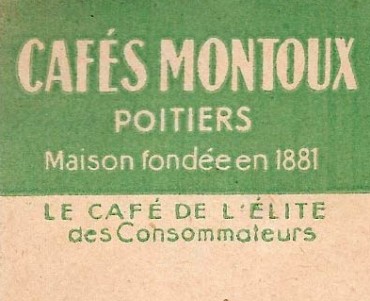 CAFÉS MONTOUX
POITIERS
Maison fondée en 1881
LE CAFÉ DE L'ÉLITE
des Consommateurs